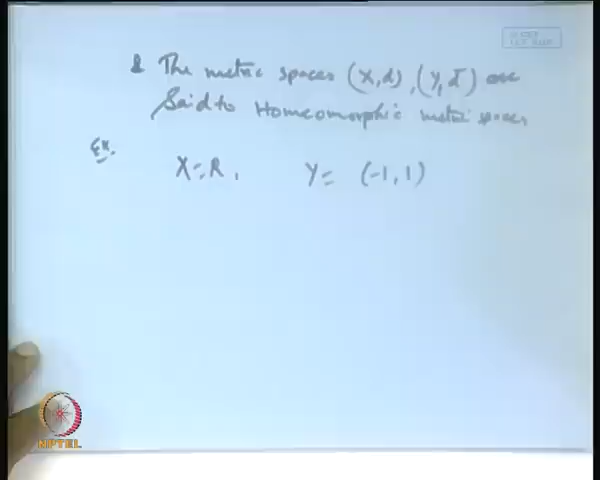 & The metric spaces (X,d), (Y,d̄) are
Said to Homeomorphic metric spaces
Ex.
X = R,   Y = (-1, 1)
NPTEL